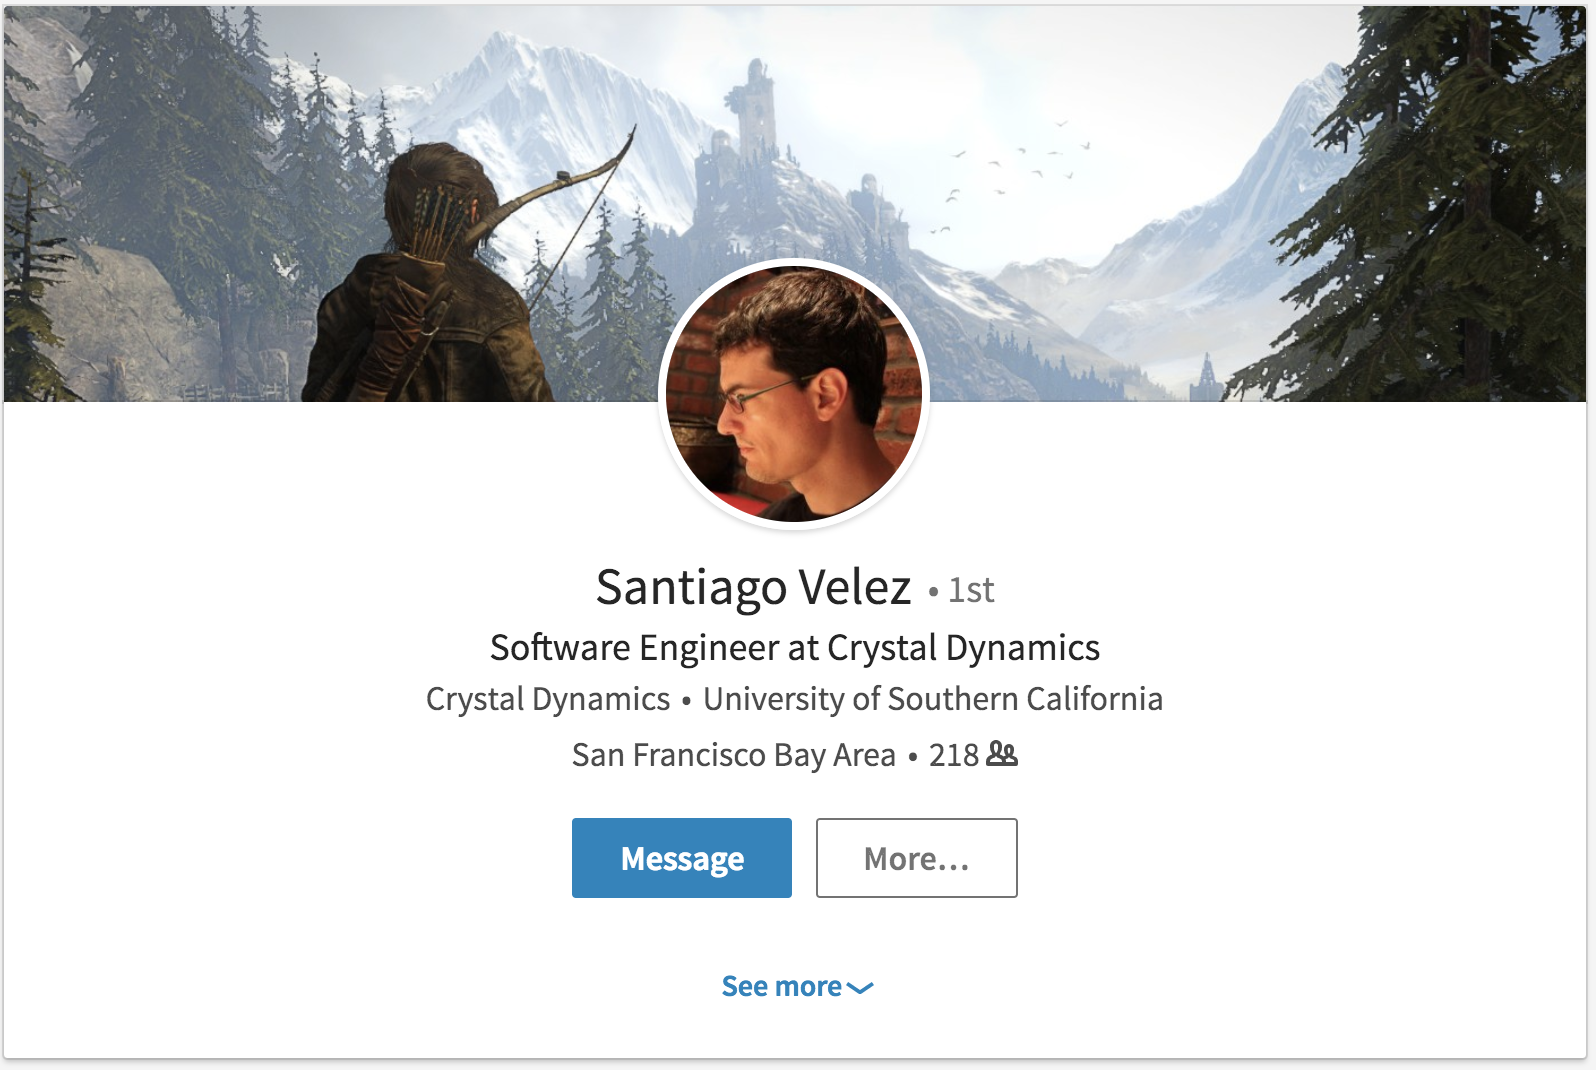 Santiago Velez • 1st
Software Engineer at Crystal Dynamics
Crystal Dynamics • University of Southern California
San Francisco Bay Area • 218
Message
More...
See more